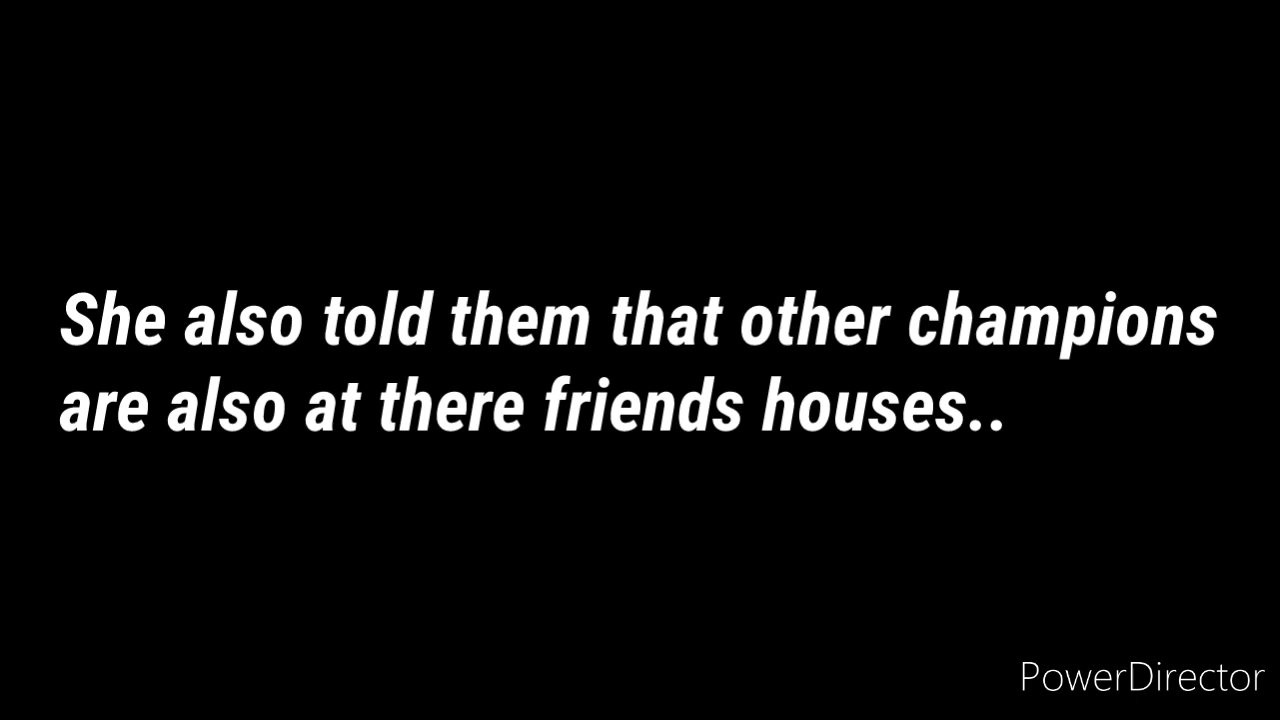 She also told them that other champions
are also at there friends houses..
PowerDirector